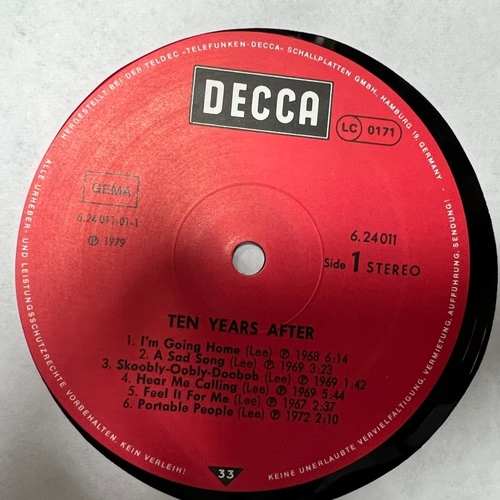 HERGESTELLT BEI DER TELDEC »TELEFUNKEN-DECCA« SCHALLPLATTEN GMBH, HAMBURG 19, GERMANY
DECCA
LC 0171
GEMA
6.24011-01-1
℗ 1979
6.24011
Side 1 STEREO
TEN YEARS AFTER
1. I'm Going Home (Lee) ℗ 1968 6:14
2. A Sad Song (Lee) ℗ 1969 3.23
3. Skoobly-Oobly-Doobob (Lee) ℗ 1969 1.42
4. Hear Me Calling (Lee) ℗ 1969 5.44
5. Feel It For Me (Lee) ℗ 1967 2:37
6. Portable People (Lee) ℗ 1972 2:10
33
ALLE URHEBER- UND LEISTUNGSSCHUTZRECHTE VORBEHALTEN. KEIN VERLEIH! KEINE UNERLAUBTE VERVIELFÄLTIGUNG, VERMIETUNG, AUFFÜHRUNG, SENDUNG!